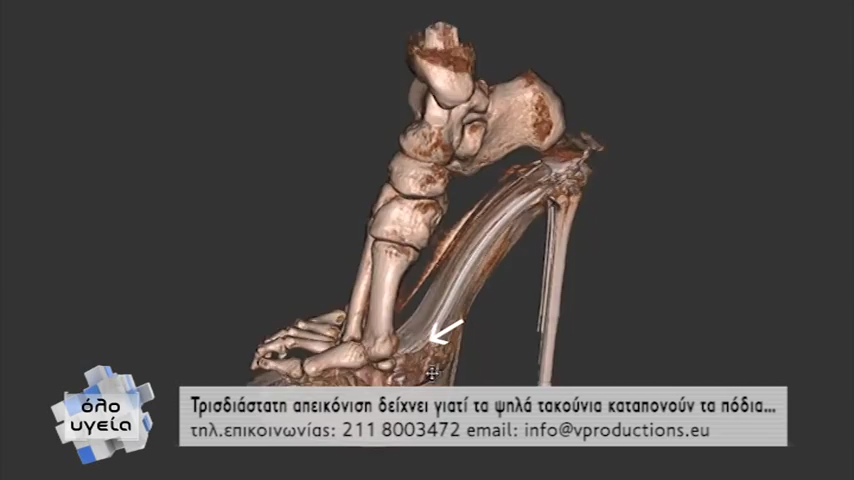 όλο
υγεία
Τρισδιάστατη απεικόνιση δείχνει γιατί τα ψηλά τακούνια καταπονούν τα πόδια...
τηλ.επικοινωνίας: 211 8003472 email: info@vproductions.eu